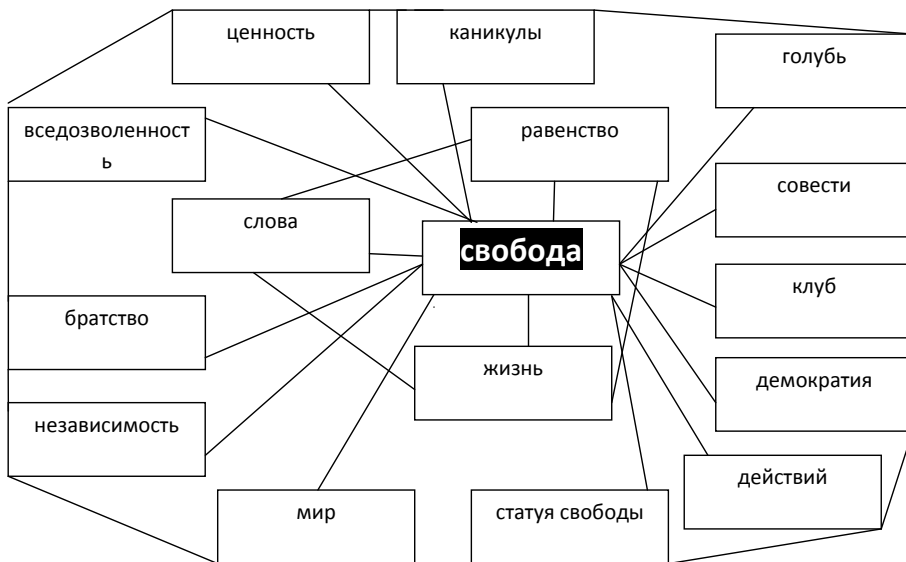 ценность
каникулы
голубь
вседозволенност
ь
равенство
совести
слова
свобода
клуб
братство
жизнь
демократия
независимость
действий
мир
статуя свободы